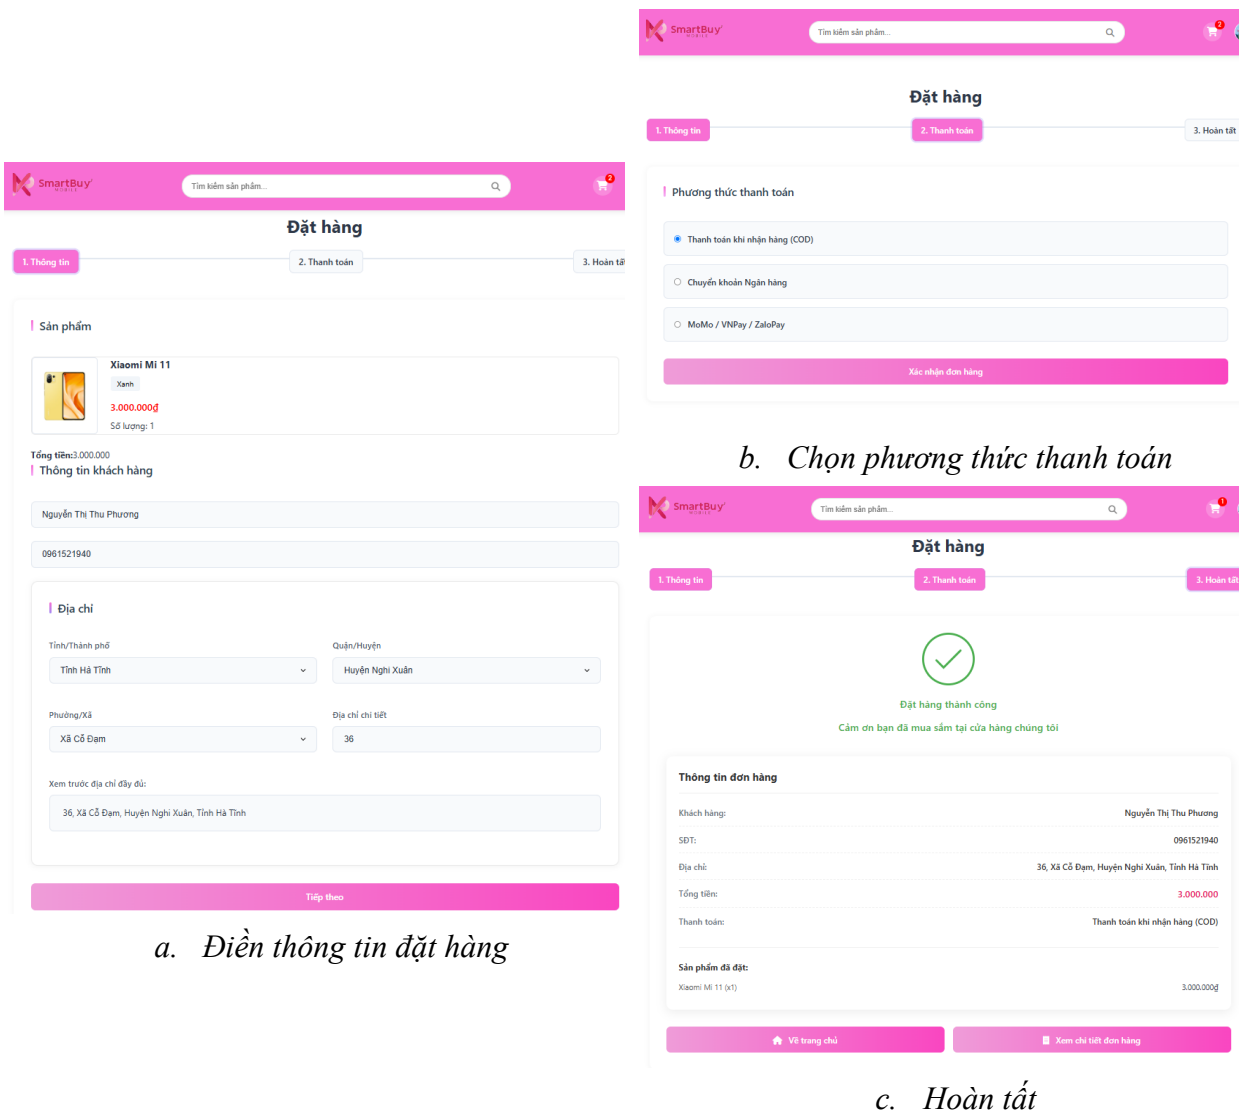 SmartBuy
MOBILE
Tìm kiếm sản phẩm...
2
Đặt hàng
1. Thông tin
2. Thanh toán
3. Hoàn tất
Sản phẩm
Xiaomi Mi 11
Xanh
3.000.000₫
Số lượng: 1
Tổng tiền:3.000.000
Thông tin khách hàng
Nguyễn Thị Thu Phương
0961521940
Địa chỉ
Tỉnh/Thành phố
Quận/Huyện
Tỉnh Hà Tĩnh
Huyện Nghi Xuân
Phường/Xã
Địa chỉ chi tiết
Xã Cổ Đạm
36
Xem trước địa chỉ đầy đủ:
36, Xã Cổ Đạm, Huyện Nghi Xuân, Tỉnh Hà Tĩnh
Tiếp theo
a. Điền thông tin đặt hàng
SmartBuy
MOBILE
Tìm kiếm sản phẩm...
2
Đặt hàng
1. Thông tin
2. Thanh toán
3. Hoàn tất
Phương thức thanh toán
Thanh toán khi nhận hàng (COD)
Chuyển khoản Ngân hàng
MoMo / VNPay / ZaloPay
Xác nhận đơn hàng
b. Chọn phương thức thanh toán
SmartBuy
MOBILE
Tìm kiếm sản phẩm...
1
Đặt hàng
1. Thông tin
2. Thanh toán
3. Hoàn tất
Đặt hàng thành công
Cảm ơn bạn đã mua sắm tại cửa hàng chúng tôi
Thông tin đơn hàng
Khách hàng: Nguyễn Thị Thu Phương
SĐT: 0961521940
Địa chỉ: 36, Xã Cổ Đạm, Huyện Nghi Xuân, Tỉnh Hà Tĩnh
Tổng tiền: 3.000.000
Thanh toán: Thanh toán khi nhận hàng (COD)
Sản phẩm đã đặt:
Xiaomi Mi 11 (x1) 3.000.000₫
Về trang chủ
Xem chi tiết đơn hàng
c. Hoàn tất